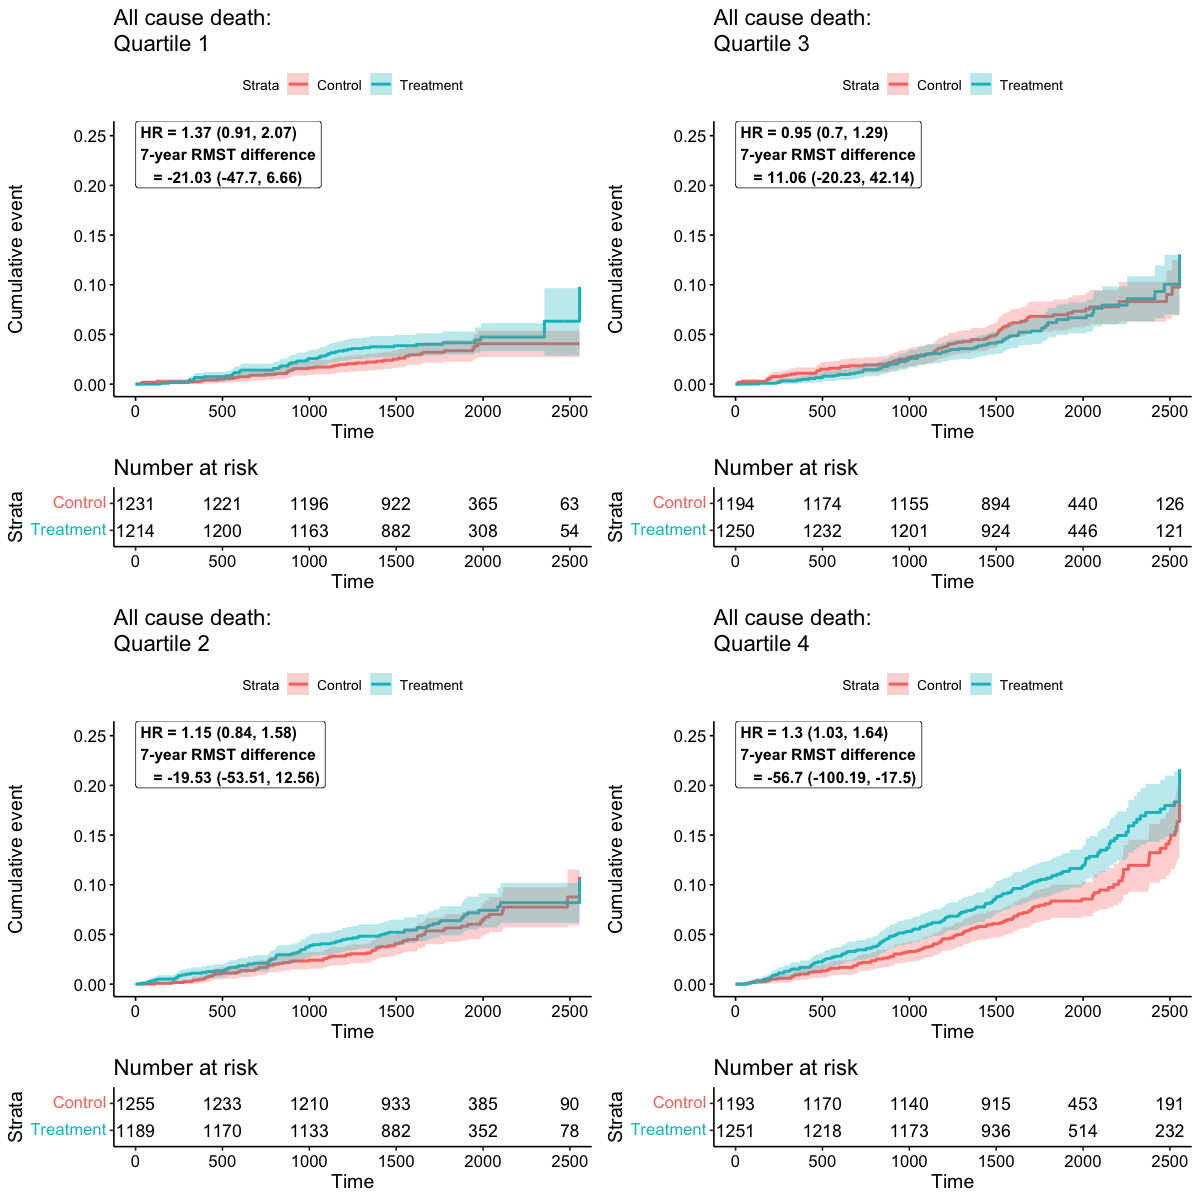 All cause death:
Quartile 1
Strata Control Treatment
HR = 1.37 (0.91, 2.07)
7-year RMST difference
= -21.03 (-47.7, 6.66)
Cumulative event
0.25
0.20
0.15
0.10
0.05
0.00
0 500 1000 1500 2000 2500
Time
Number at risk
Strata
Control 1231 1221 1196 922 365 63
Treatment 1214 1200 1163 882 308 54
0 500 1000 1500 2000 2500
Time
All cause death:
Quartile 3
Strata Control Treatment
HR = 0.95 (0.7, 1.29)
7-year RMST difference
= 11.06 (-20.23, 42.14)
Cumulative event
0.25
0.20
0.15
0.10
0.05
0.00
0 500 1000 1500 2000 2500
Time
Number at risk
Strata
Control 1194 1174 1155 894 440 126
Treatment 1250 1232 1201 924 446 121
0 500 1000 1500 2000 2500
Time
All cause death:
Quartile 2
Strata Control Treatment
HR = 1.15 (0.84, 1.58)
7-year RMST difference
= -19.53 (-53.51, 12.56)
Cumulative event
0.25
0.20
0.15
0.10
0.05
0.00
0 500 1000 1500 2000 2500
Time
Number at risk
Strata
Control 1255 1233 1210 933 385 90
Treatment 1189 1170 1133 882 352 78
0 500 1000 1500 2000 2500
Time
All cause death:
Quartile 4
Strata Control Treatment
HR = 1.3 (1.03, 1.64)
7-year RMST difference
= -56.7 (-100.19, -17.5)
Cumulative event
0.25
0.20
0.15
0.10
0.05
0.00
0 500 1000 1500 2000 2500
Time
Number at risk
Strata
Control 1193 1170 1140 915 453 191
Treatment 1251 1218 1173 936 514 232
0 500 1000 1500 2000 2500
Time